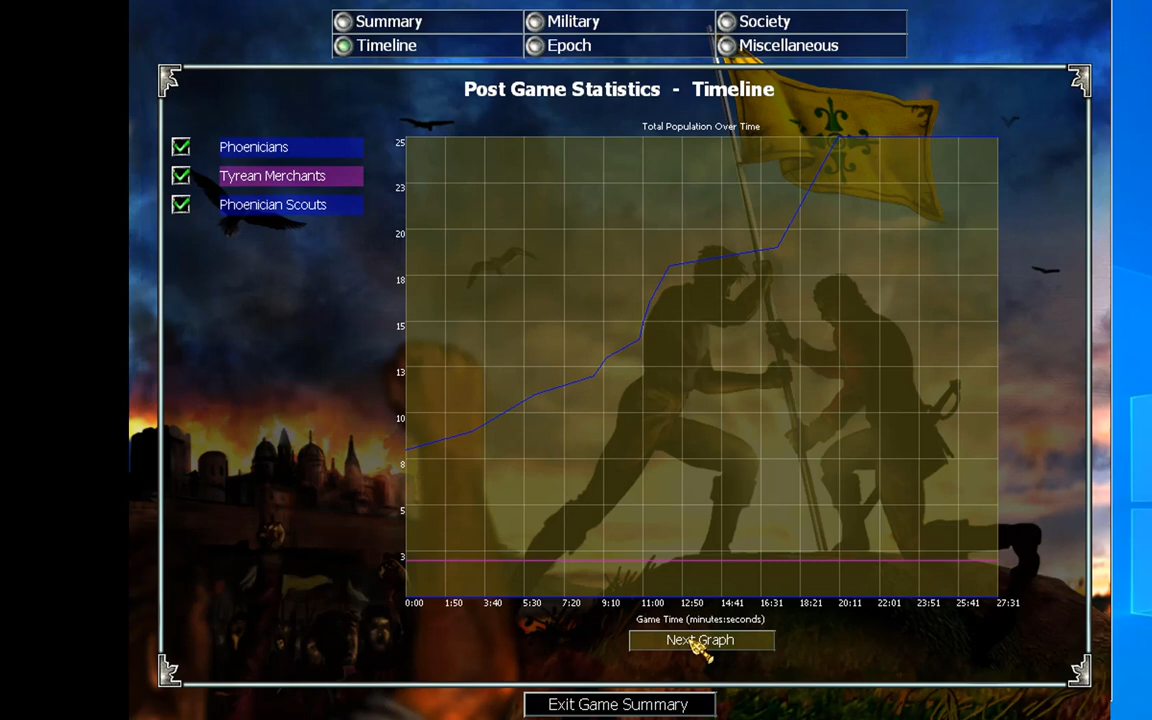 Summary Military Society
Timeline Epoch Miscellaneous
Post Game Statistics - Timeline
Total Population Over Time
Phoenicians
Tyrean Merchants
Phoenician Scouts
25
23
20
18
15
13
10
8
5
3
0:00 1:50 3:40 5:30 7:20 9:10 11:00 12:50 14:41 16:31 18:21 20:11 22:01 23:51 25:41 27:31
Game Time (minutes:seconds)
Next Graph
Exit Game Summary